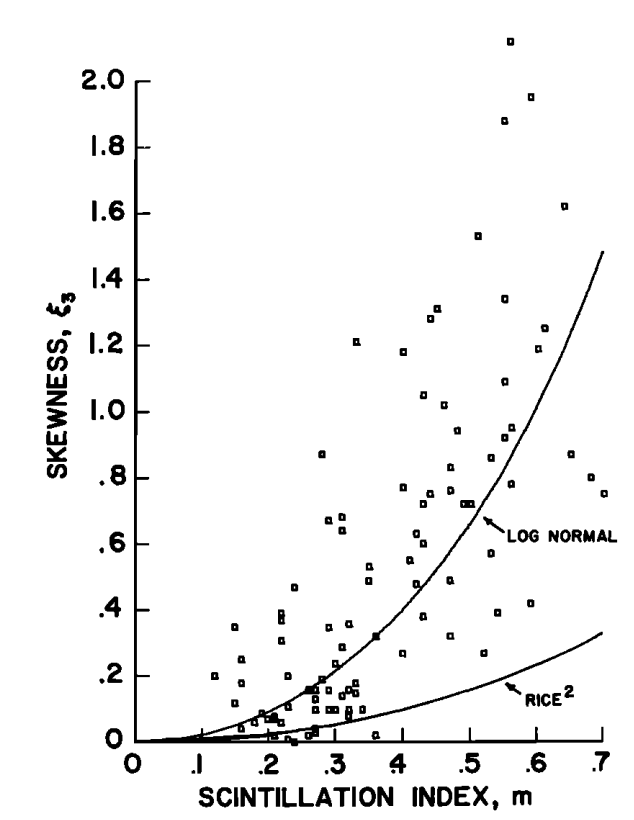 2.0
1.8
1.6
1.4
1.2
1.0
.8
.6
.4
.2
0
SKEWNESS, ξ3
LOG NORMAL
RICE2
0 .1 .2 .3 .4 .5 .6 .7
SCINTILLATION INDEX, m